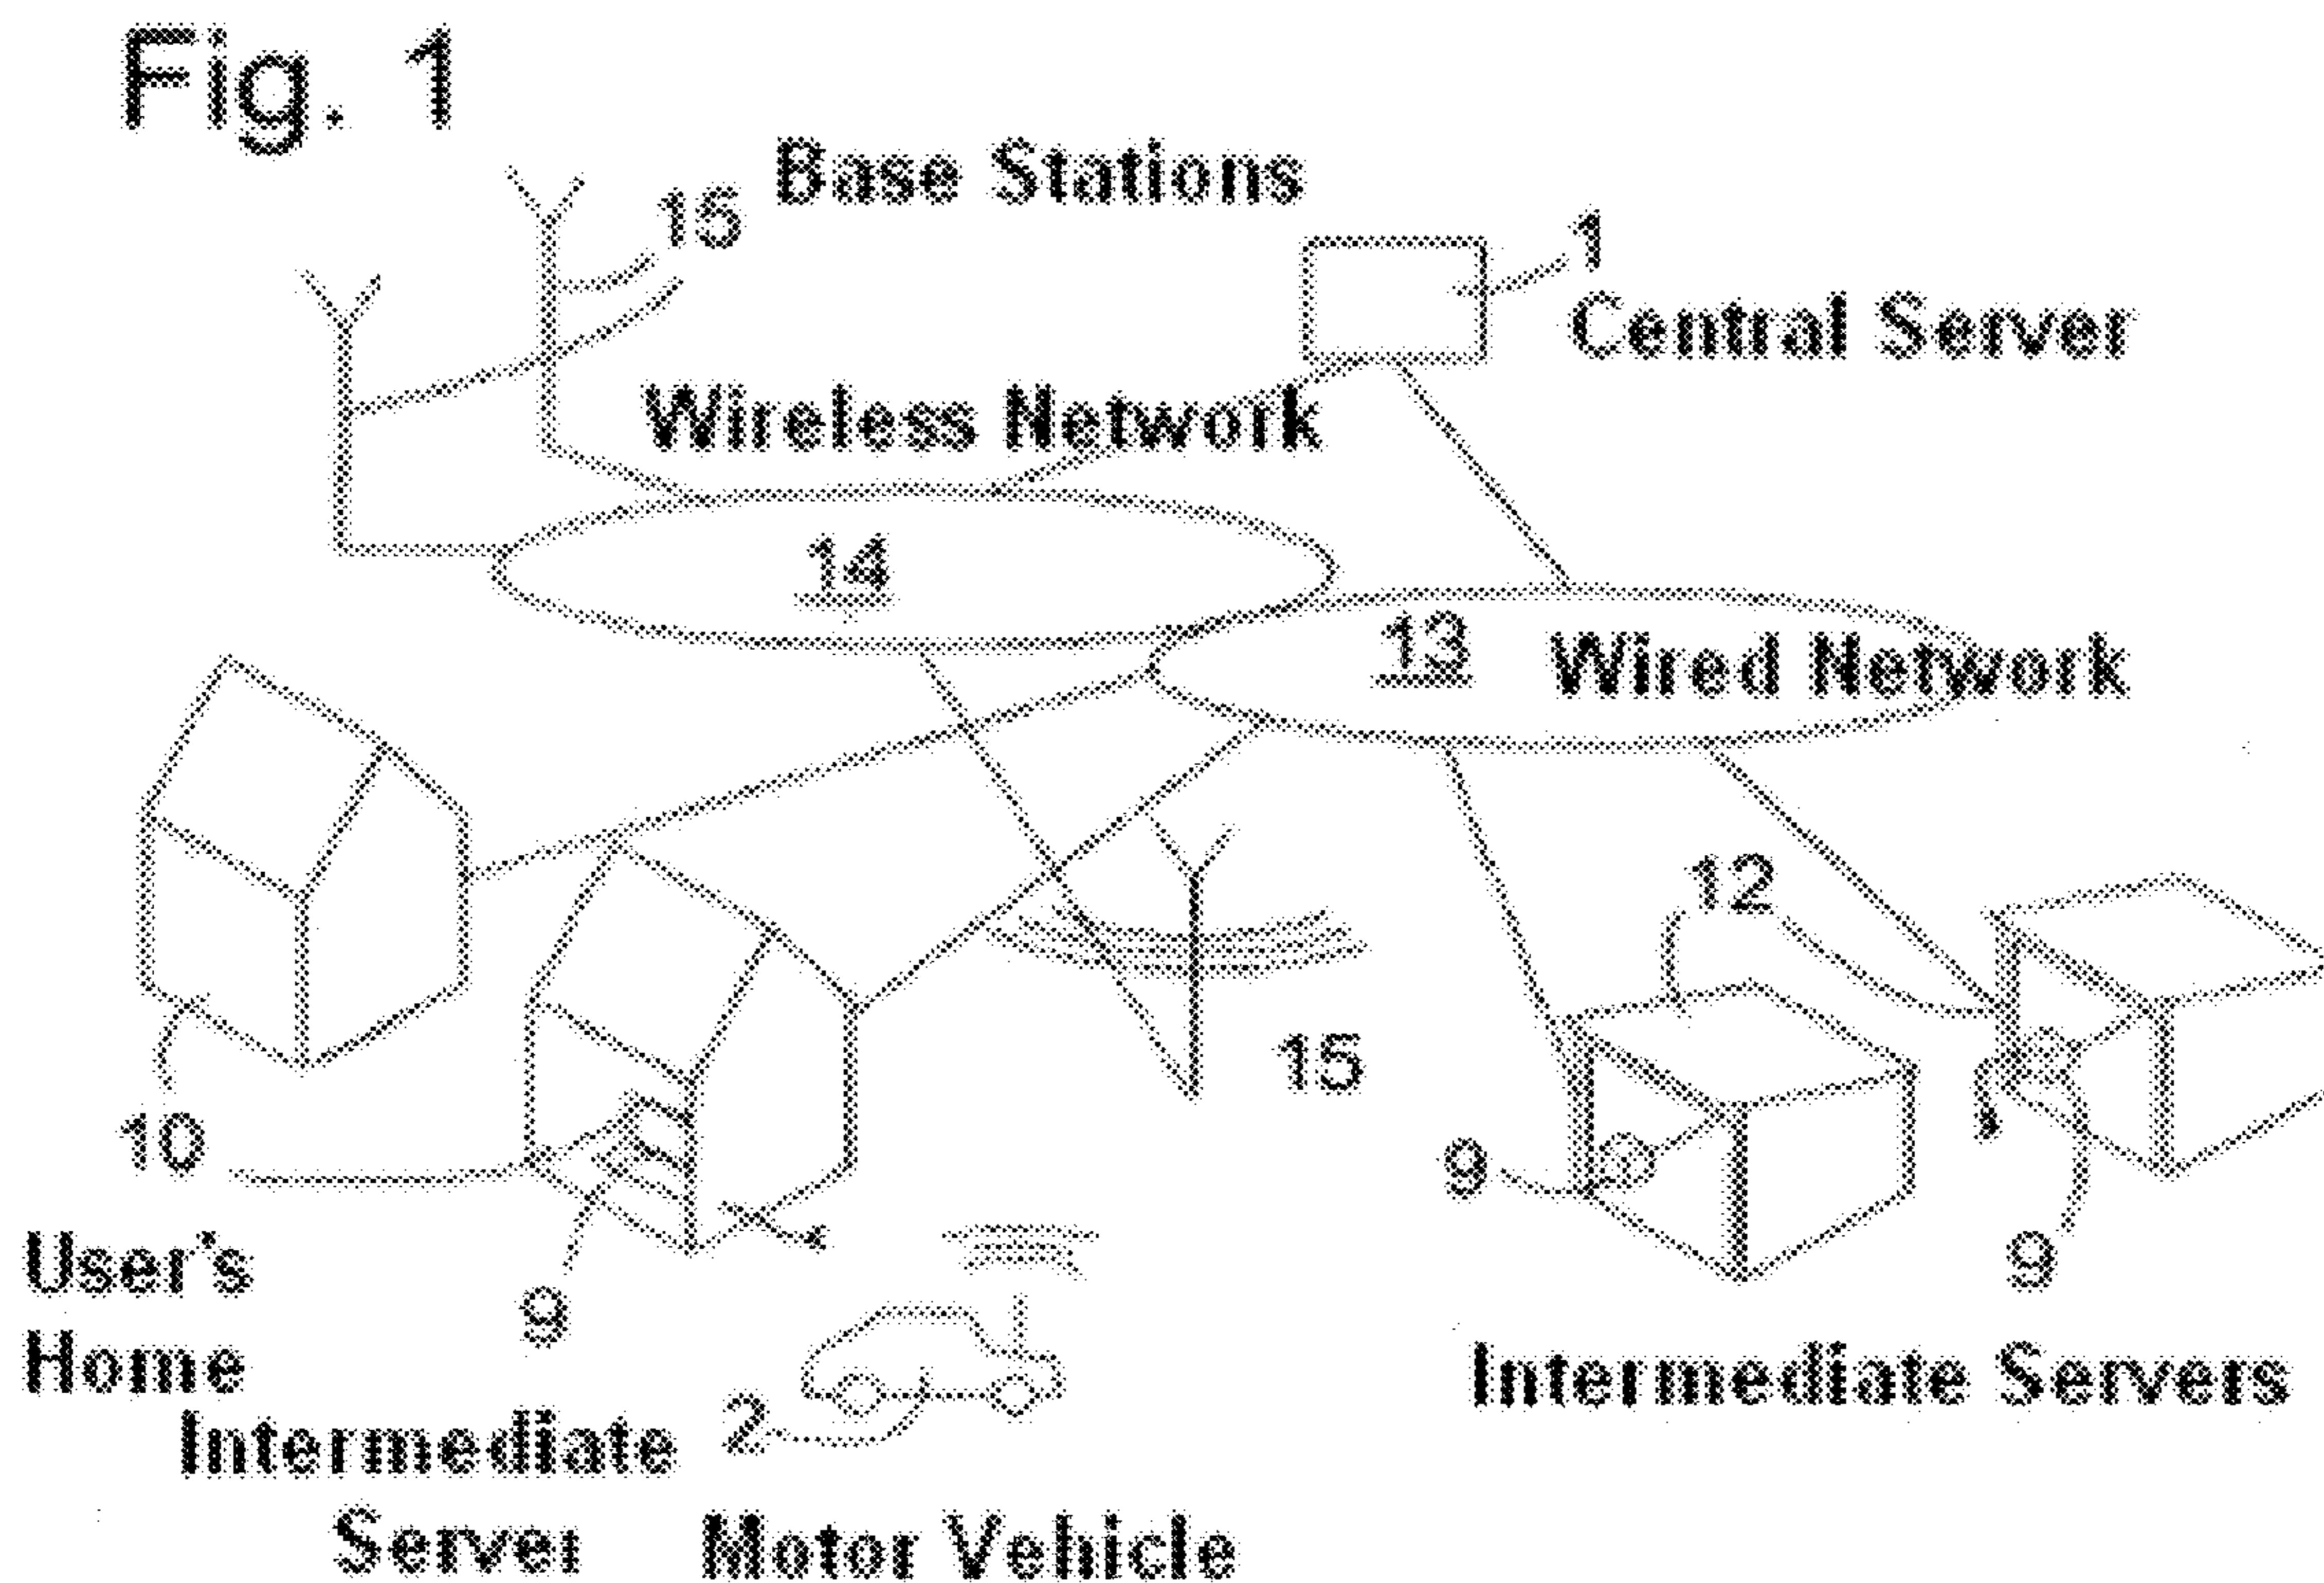 Fig. 1
Base Stations
15
1
Central Server
Wireless Network
14
13 Wired Network
12
15
10
9
9
9
User's
Home
Intermediate
Server
2
Motor Vehicle
Intermediate Servers